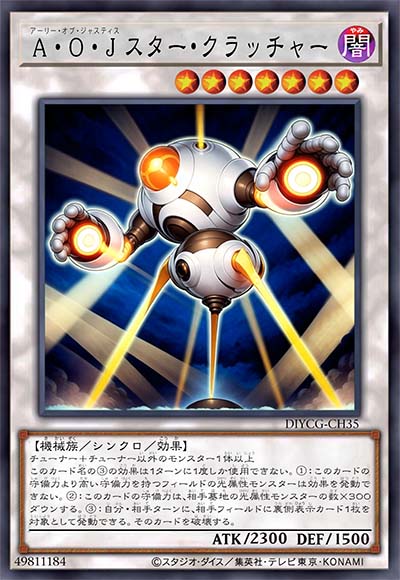 アーリー・オブ・ジャスティス
A・O・Jスター・クラッチャー
やみ
闇
DIYCG-CH35
【機械族／シンクロ／効果】
チューナー＋チューナー以外のモンスター1体以上
このカード名の③の効果は1ターンに1度しか使用できない。①：このカードの
守備力より高い守備力を持つフィールドの光属性モンスターは効果を発動で
きない。②：このカードの守備力は、相手墓地の光属性モンスターの数×300
ダウンする。③：自分・相手ターンに、相手フィールドに裏側表示カード1枚を
対象として発動できる。そのカードを破壊する。
ATK/2300 DEF/1500
49811184
©スタジオ・ダイス／集英社・テレビ東京・KONAMI